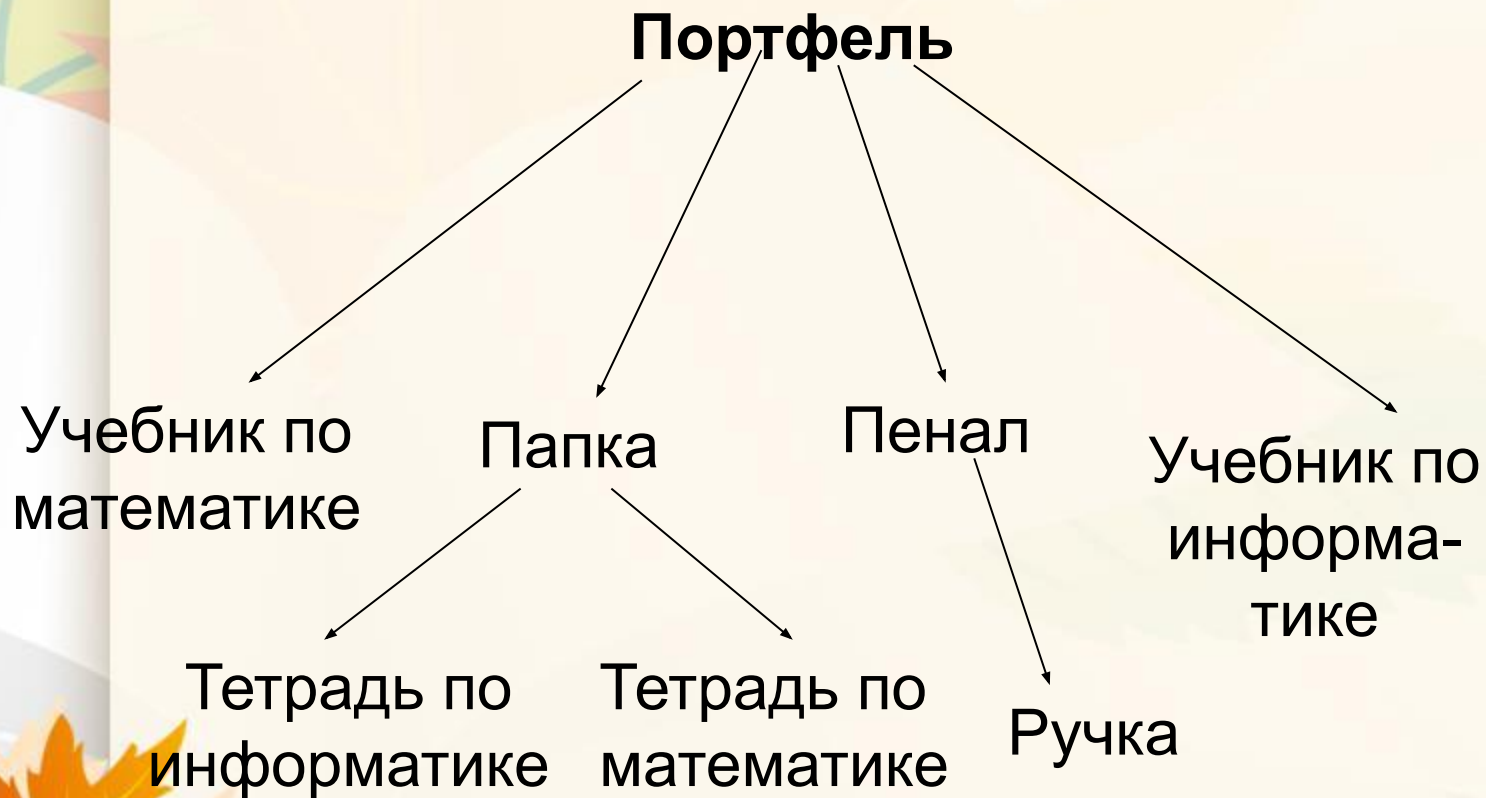 Портфель
Учебник по
математике
Папка
Пенал
Учебник по
информа-
тике
Тетрадь по
информатике
Тетрадь по
математике
Ручка